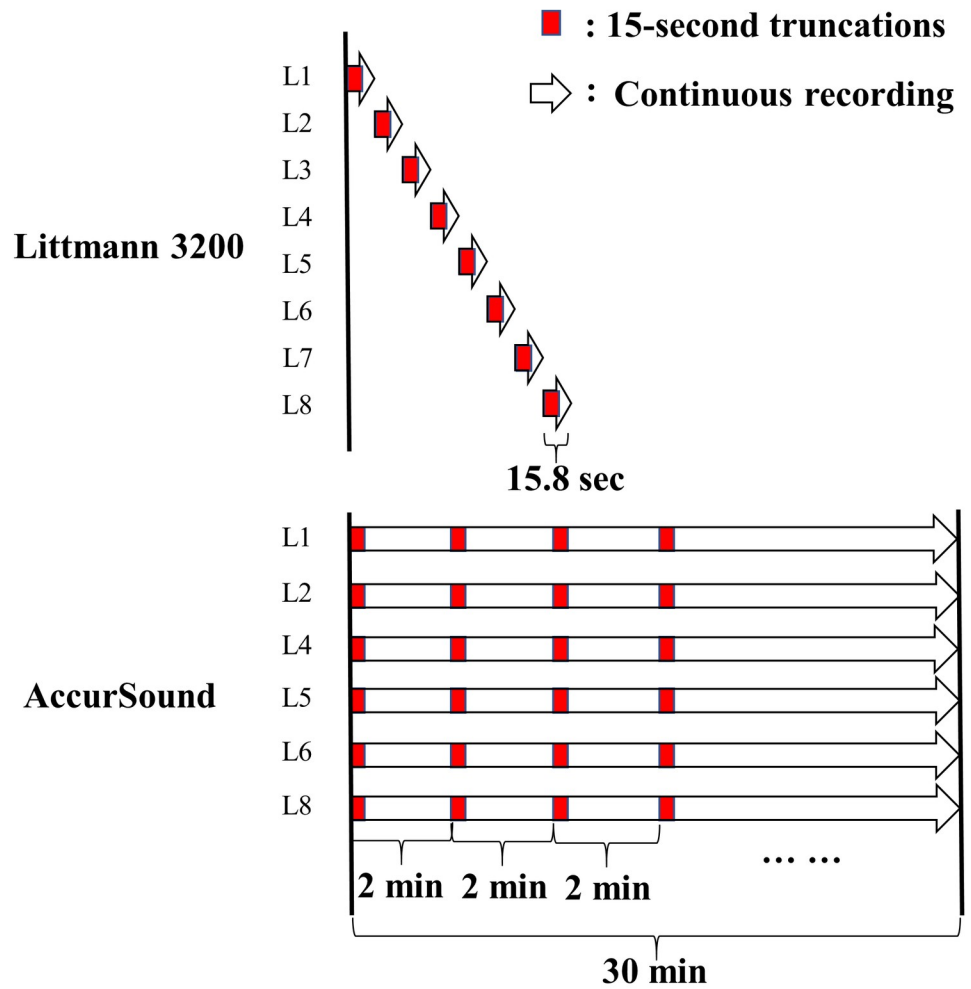 : 15-second truncations
: Continuous recording
L1
L2
L3
L4
Littmann 3200
L5
L6
L7
L8
15.8 sec
L1
L2
L4
AccurSound
L5
L6
L8
2 min 2 min 2 min
... ...
30 min